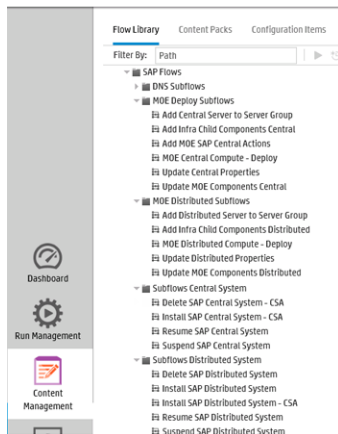 Flow Library Content Packs Configuration Items
Filter By: Path
SAP Flows
DNS Subflows
MOE Deploy Subflows
Add Central Server to Server Group
Add Infra Child Components Central
Add MOE SAP Central Actions
MOE Central Compute - Deploy
Update Central Properties
Update MOE Components Central
MOE Distributed Subflows
Add Distributed Server to Server Group
Add Infra Child Components Distributed
MOE Distributed Compute - Deploy
Update Distributed Properties
Update MOE Components Distributed
Subflows Central System
Delete SAP Central System - CSA
Install SAP Central System - CSA
Resume SAP Central System
Suspend SAP Central System
Subflows Distributed System
Delete SAP Distributed System
Install SAP Distributed System
Install SAP Distributed System - CSA
Resume SAP Distributed System
Suspend SAP Distributed System
Dashboard
Run Management
Content
Management